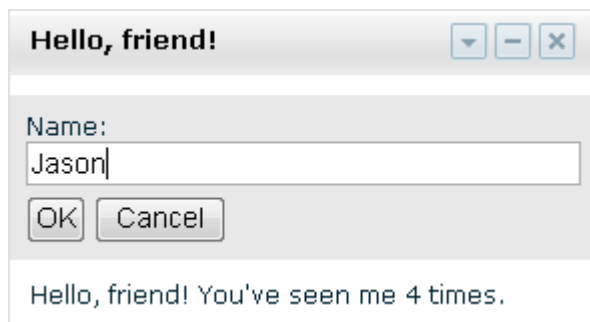 Hello, friend!
Name:
Jason
OK Cancel
Hello, friend! You've seen me 4 times.